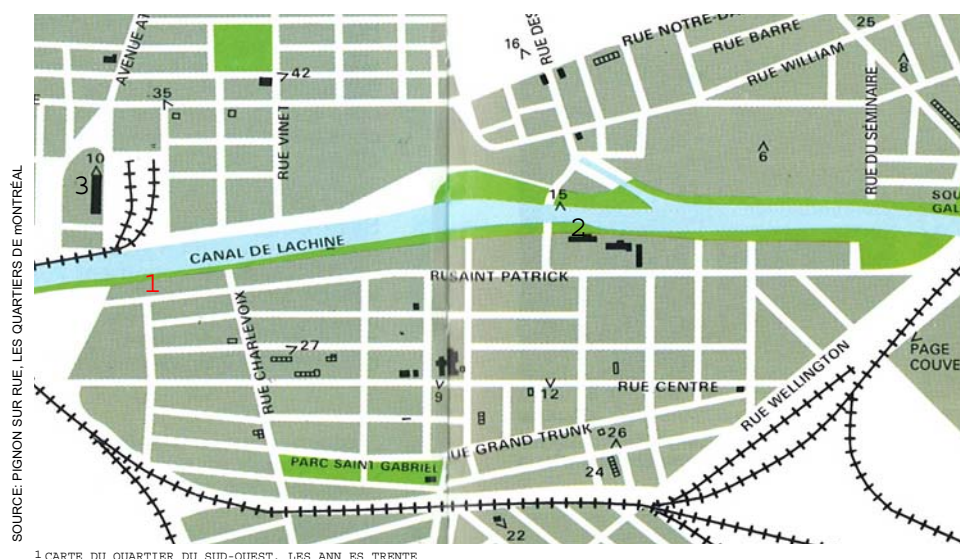 AVENUE AT
16
RUE DES
RUE NOTRE-DA
RUE BARRE
25
8
RUE WILLIAM
42
35
RUE VINET
RUE DU SÉMINAIRE
6
10
3
15
SOU
GAL
2
CANAL DE LACHINE
1
RU SAINT PATRICK
RUE CHARLEVOIX
27
9
12
RUE CENTRE
RUE WELLINGTON
PAGE
COUVE
UE GRAND TRUNK
26
24
PARC SAINT GABRIEL
22
SOURCE: PIGNON SUR RUE, LES QUARTIERS DE mONTRÉAL
1 CARTE DU QUARTIER DU SUD-OUEST, LES ANN ES TRENTE